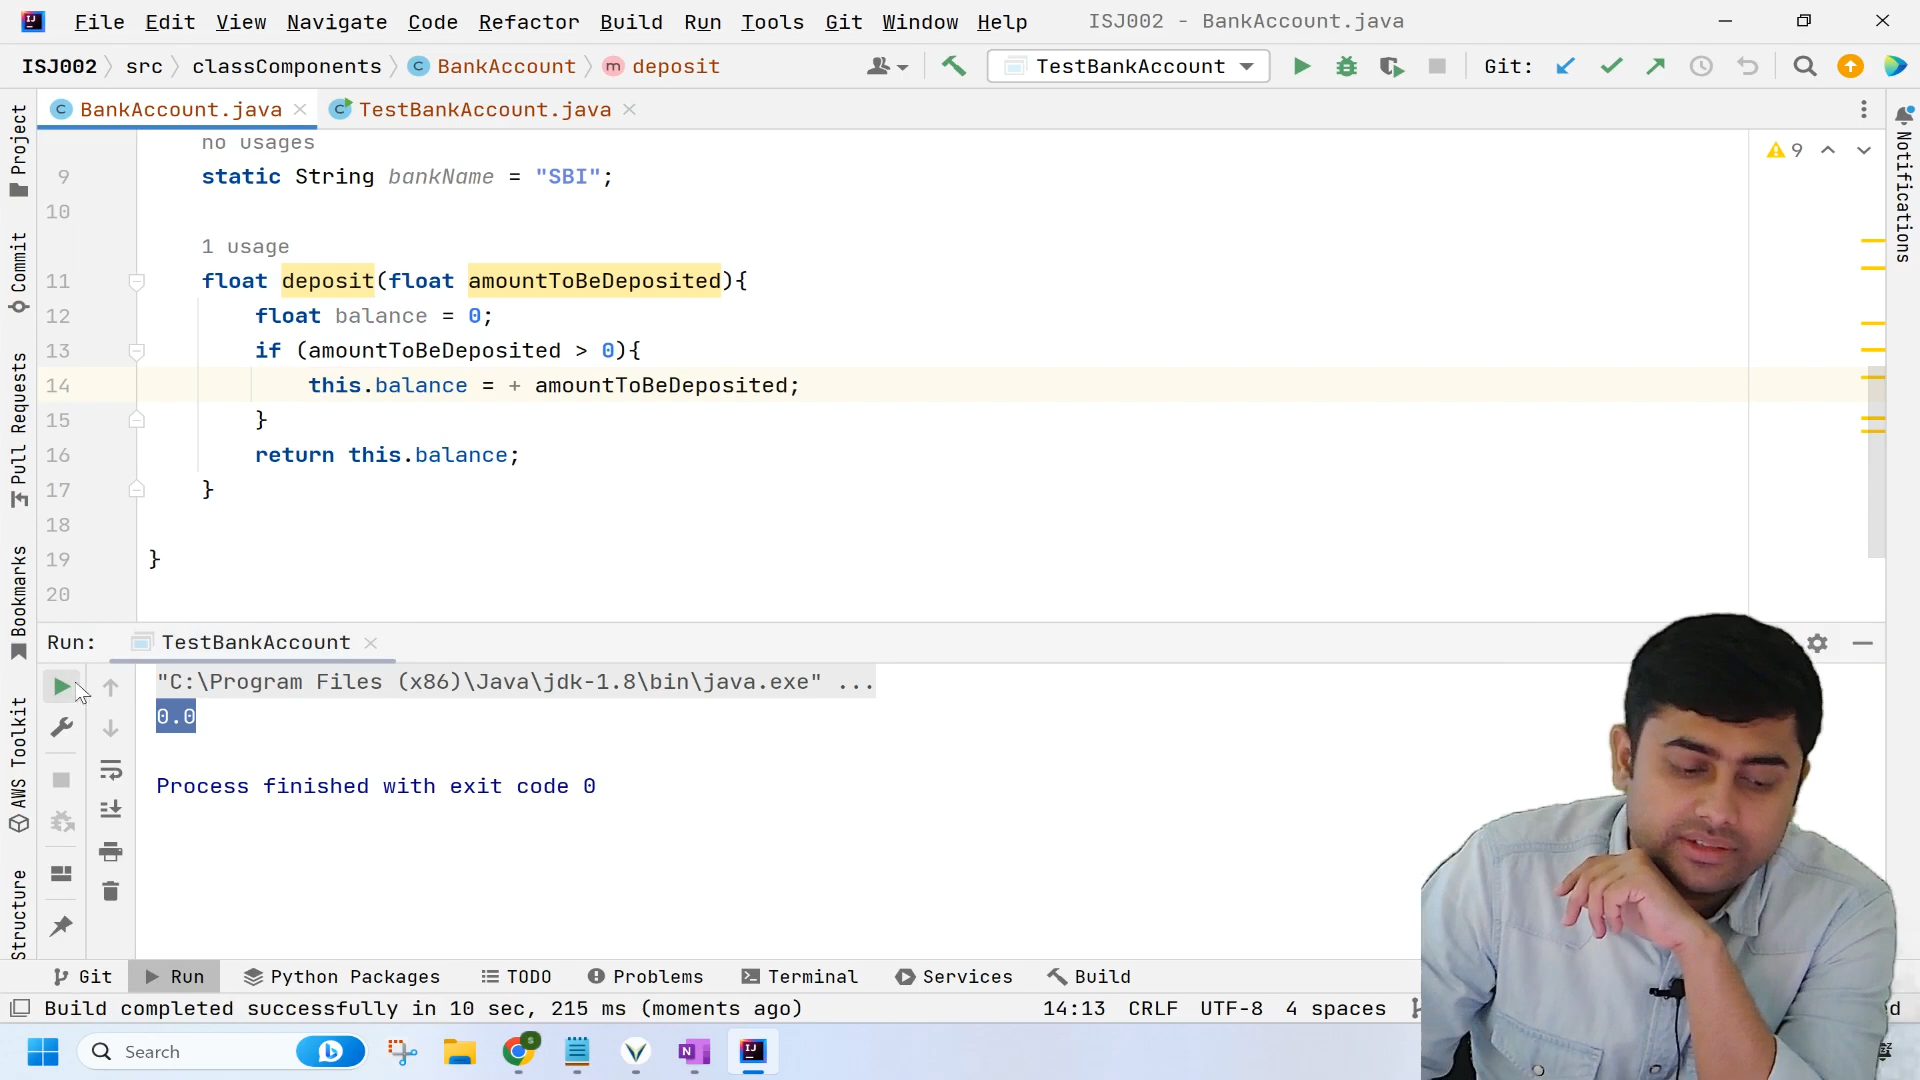 File Edit View Navigate Code Refactor Build Run Tools Git Window Help ISJ002 - BankAccount.java
ISJ002 src classComponents C BankAccount m deposit TestBankAccount Git:
C BankAccount.java C TestBankAccount.java
Project
Commit
Pull Requests
Bookmarks
AWS Toolkit
Structure
Notifications
9
no usages
9 static String bankName = "SBI";
10
1 usage
11 float deposit(float amountToBeDeposited){
12 float balance = 0;
13 if (amountToBeDeposited > 0){
14 this.balance = + amountToBeDeposited;
15 }
16 return this.balance;
17 }
18
19 }
20
Run: TestBankAccount
"C:\Program Files (x86)\Java\jdk-1.8\bin\java.exe" ...
0.0
Process finished with exit code 0
Git Run Python Packages TODO Problems Terminal Services Build
Build completed successfully in 10 sec, 215 ms (moments ago) 14:13 CRLF UTF-8 4 spaces
Search